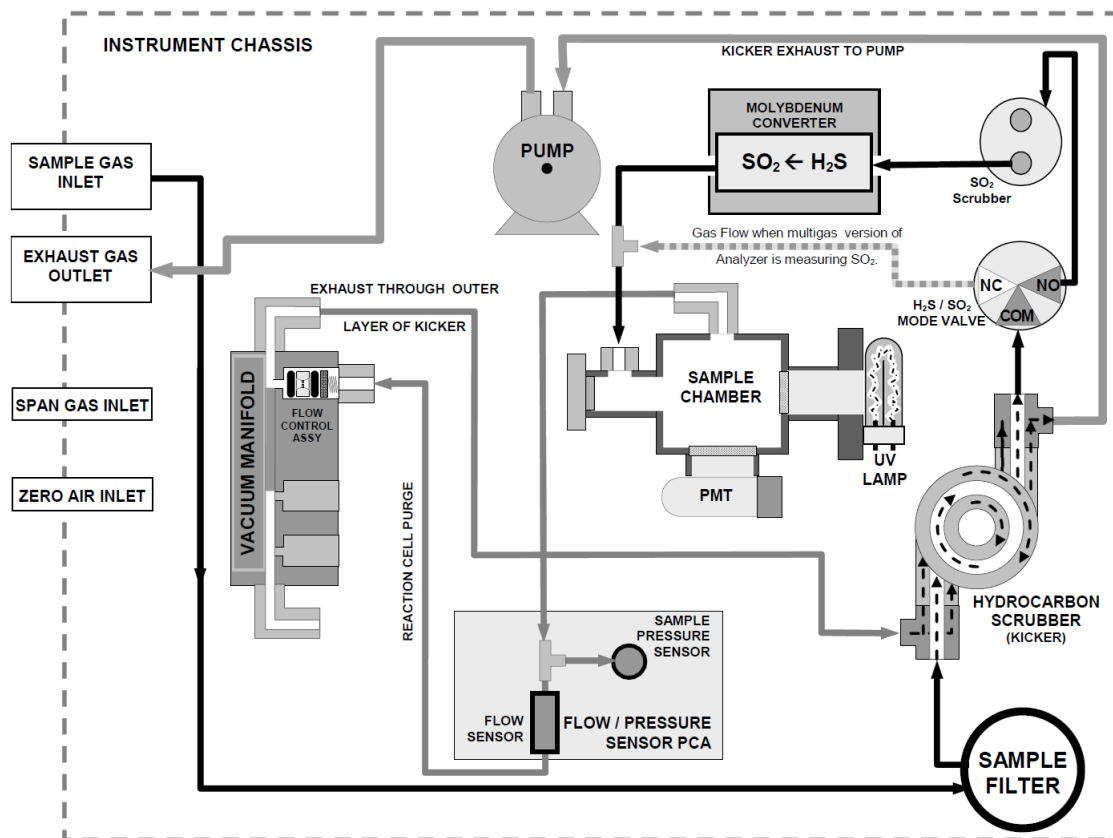 INSTRUMENT CHASSIS
KICKER EXHAUST TO PUMP
SAMPLE GAS
INLET
EXHAUST GAS
OUTLET
SPAN GAS INLET
ZERO AIR INLET
PUMP
MOLYBDENUM
CONVERTER
SO₂ ← H₂S
SO₂
Scrubber
Gas Flow when multigas version of
Analyzer is measuring SO₂.
NC
NO
COM
H₂S / SO₂
MODE VALVE
EXHAUST THROUGH OUTER
LAYER OF KICKER
VACUUM MANIFOLD
FLOW
CONTROL
ASSY
REACTION CELL PURGE
SAMPLE
CHAMBER
UV
LAMP
PMT
HYDROCARBON
SCRUBBER
(KICKER)
SAMPLE
PRESSURE
SENSOR
FLOW
SENSOR
FLOW / PRESSURE
SENSOR PCA
SAMPLE
FILTER